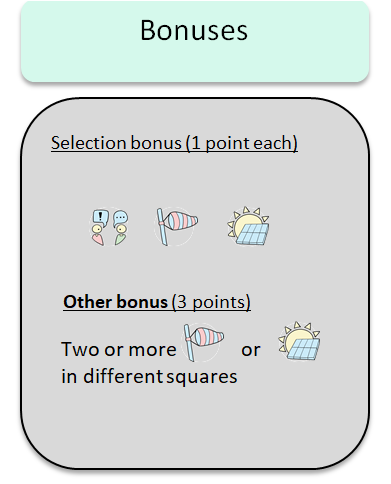 Bonuses
Selection bonus (1 point each)
! ...
Other bonus (3 points)
Two or more or
in different squares